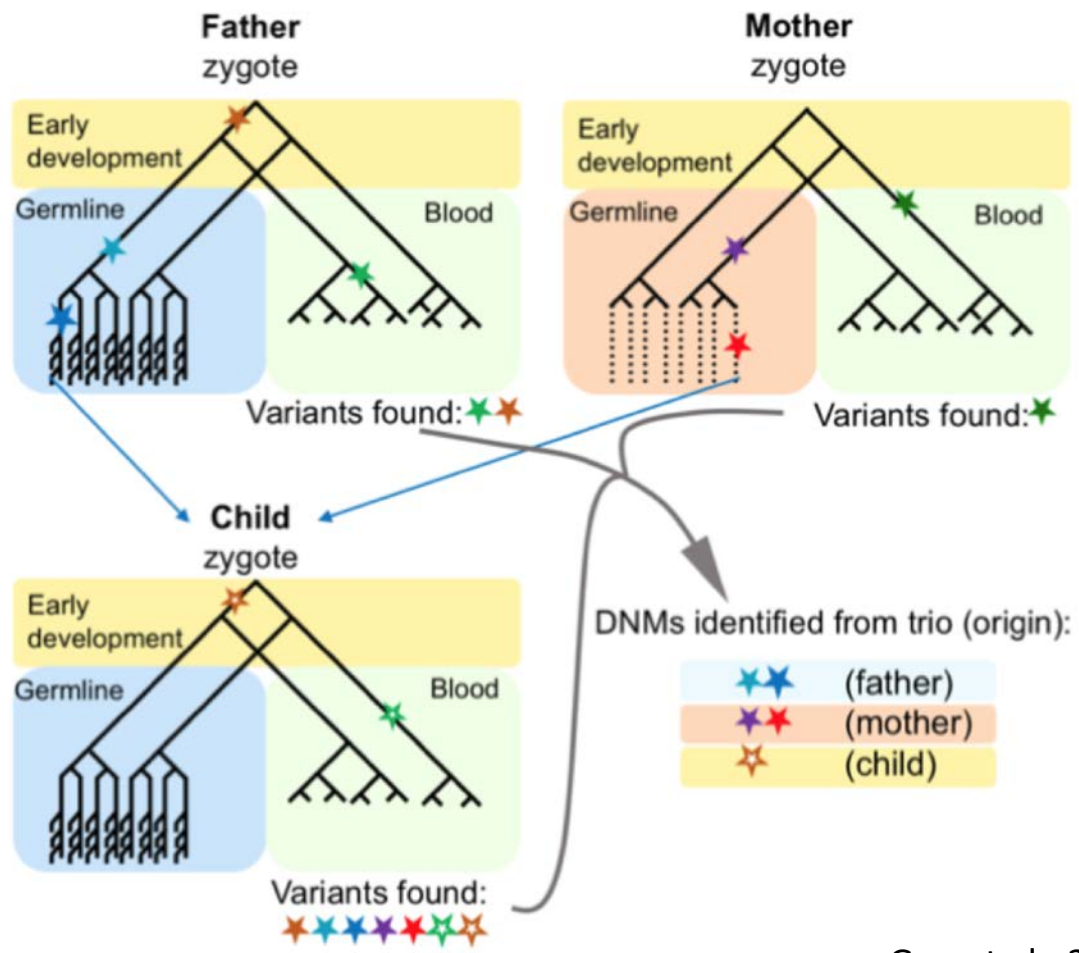 Father
zygote
Early
development
Germline
Blood
Variants found:
Mother
zygote
Early
development
Germline
Blood
Variants found:
Child
zygote
Early
development
Germline
Blood
Variants found:
DNMs identified from trio (origin):
(father)
(mother)
(child)